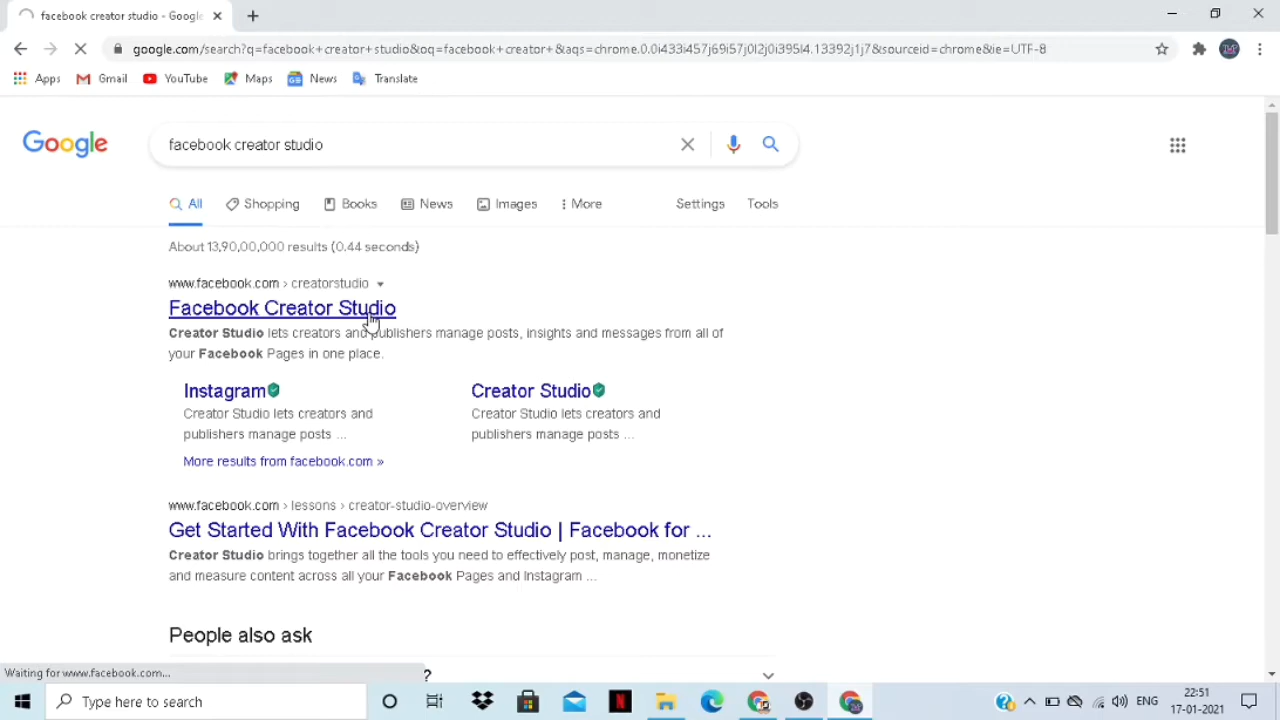 facebook creator studio - Google
google.com/search?q=facebook+creator+studio&oq=facebook+creator+&aqs=chrome.0.0i433i457j69i57j0l2j0i395l4.13392j1j7&sourceid=chrome&ie=UTF-8
Apps Gmail YouTube Maps News Translate
Google facebook creator studio
All Shopping Books News Images More Settings Tools
About 13,90,00,000 results (0.44 seconds)
www.facebook.com › creatorstudio
Facebook Creator Studio
Creator Studio lets creators and publishers manage posts, insights and messages from all of
your Facebook Pages in one place.
Instagram Creator Studio
Creator Studio lets creators and Creator Studio lets creators and
publishers manage posts ... publishers manage posts ...
More results from facebook.com »
www.facebook.com › lessons › creator-studio-overview
Get Started With Facebook Creator Studio | Facebook for ...
Creator Studio brings together all the tools you need to effectively post, manage, monetize
and measure content across all your Facebook Pages and Instagram ...
People also ask
Waiting for www.facebook.com... ?
Type here to search N ENG 22:51
17-01-2021